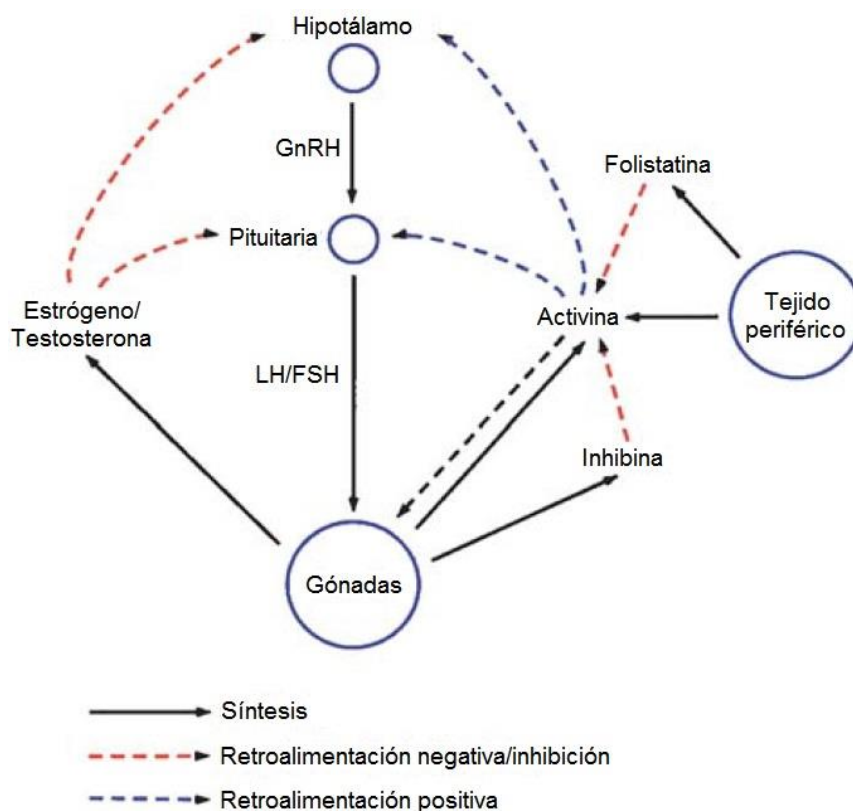 Hipotálamo
GnRH
Folistatina
Pituitaria
Estrógeno/
Testosterona
Activina
Tejido
periférico
LH/FSH
Inhibina
Gónadas
Síntesis
Retroalimentación negativa/inhibición
Retroalimentación positiva